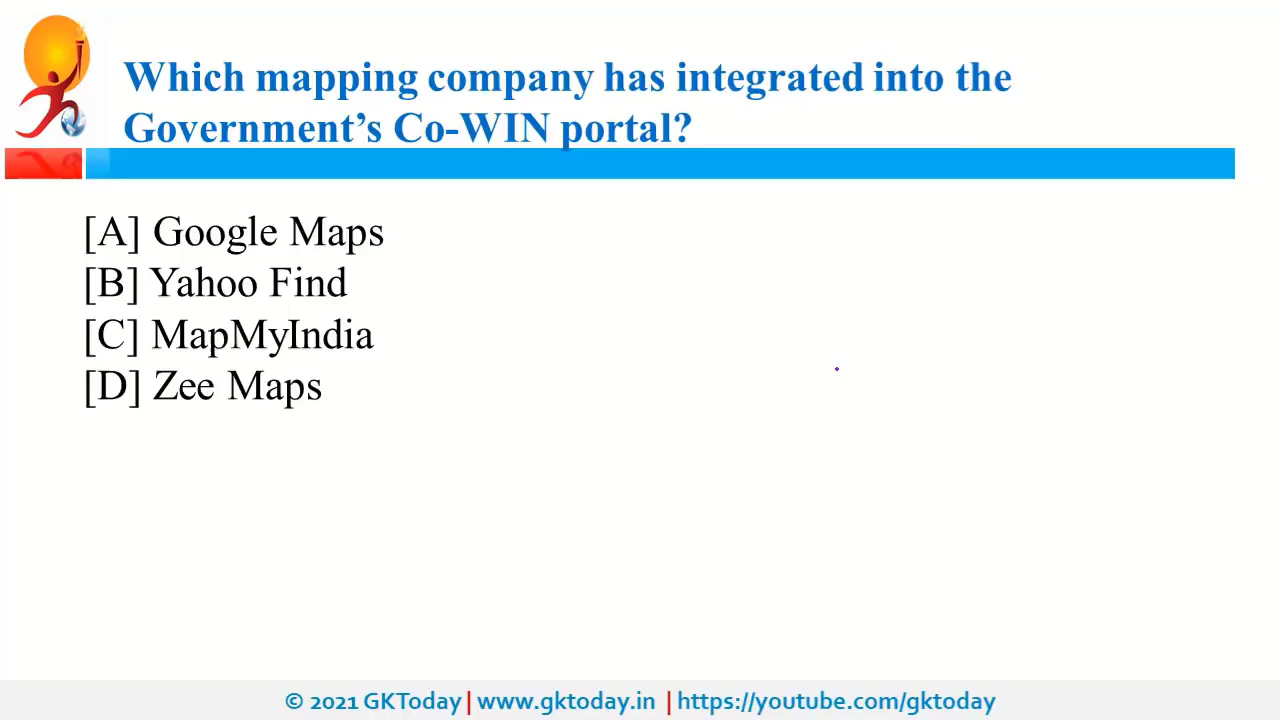 Which mapping company has integrated into the
Government’s Co-WIN portal?
[A] Google Maps
[B] Yahoo Find
[C] MapMyIndia
[D] Zee Maps
© 2021 GKToday | www.gktoday.in | https://youtube.com/gktoday